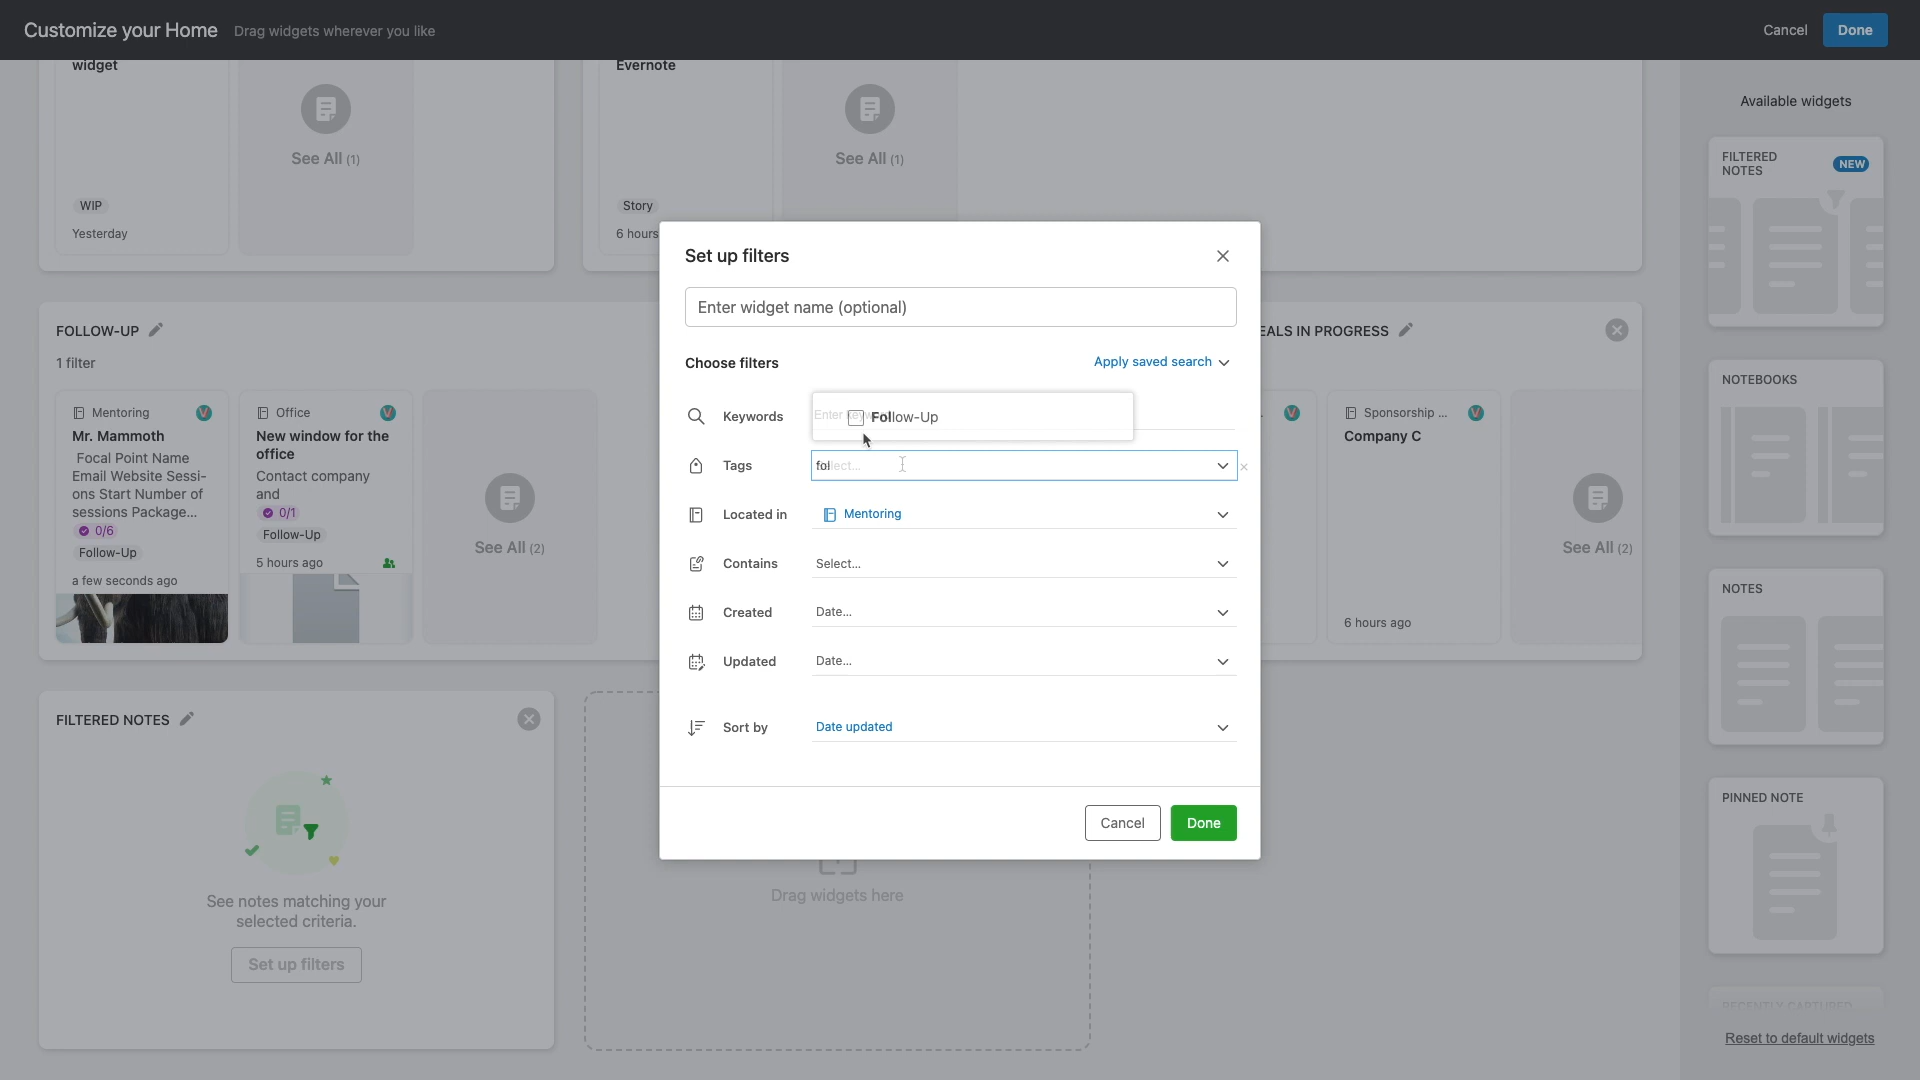 Customize your Home
Drag widgets wherever you like
Cancel
Done
widget
See All (1)
WIP
Yesterday
Evernote
See All (1)
Story
6 hours
FOLLOW-UP
1 filter
Mentoring
Mr. Mammoth
Focal Point Name
Email Website Sessi-
ons Start Number of
sessions Package...
0/6
Follow-Up
a few seconds ago
Office
New window for the
office
Contact company
and
0/1
Follow-Up
5 hours ago
See All (2)
EALS IN PROGRESS
Sponsorship ...
Company C
6 hours ago
See All (2)
FILTERED NOTES
See notes matching your
selected criteria.
Set up filters
Drag widgets here
Set up filters
Enter widget name (optional)
Choose filters
Apply saved search
Keywords
Enter
Follow-Up
Tags
fol
Located in
Mentoring
Contains
Select...
Created
Date...
Updated
Date...
Sort by
Date updated
Cancel
Done
Available widgets
FILTERED
NOTES
NEW
NOTEBOOKS
NOTES
PINNED NOTE
RECENTLY CAPTURED
Reset to default widgets